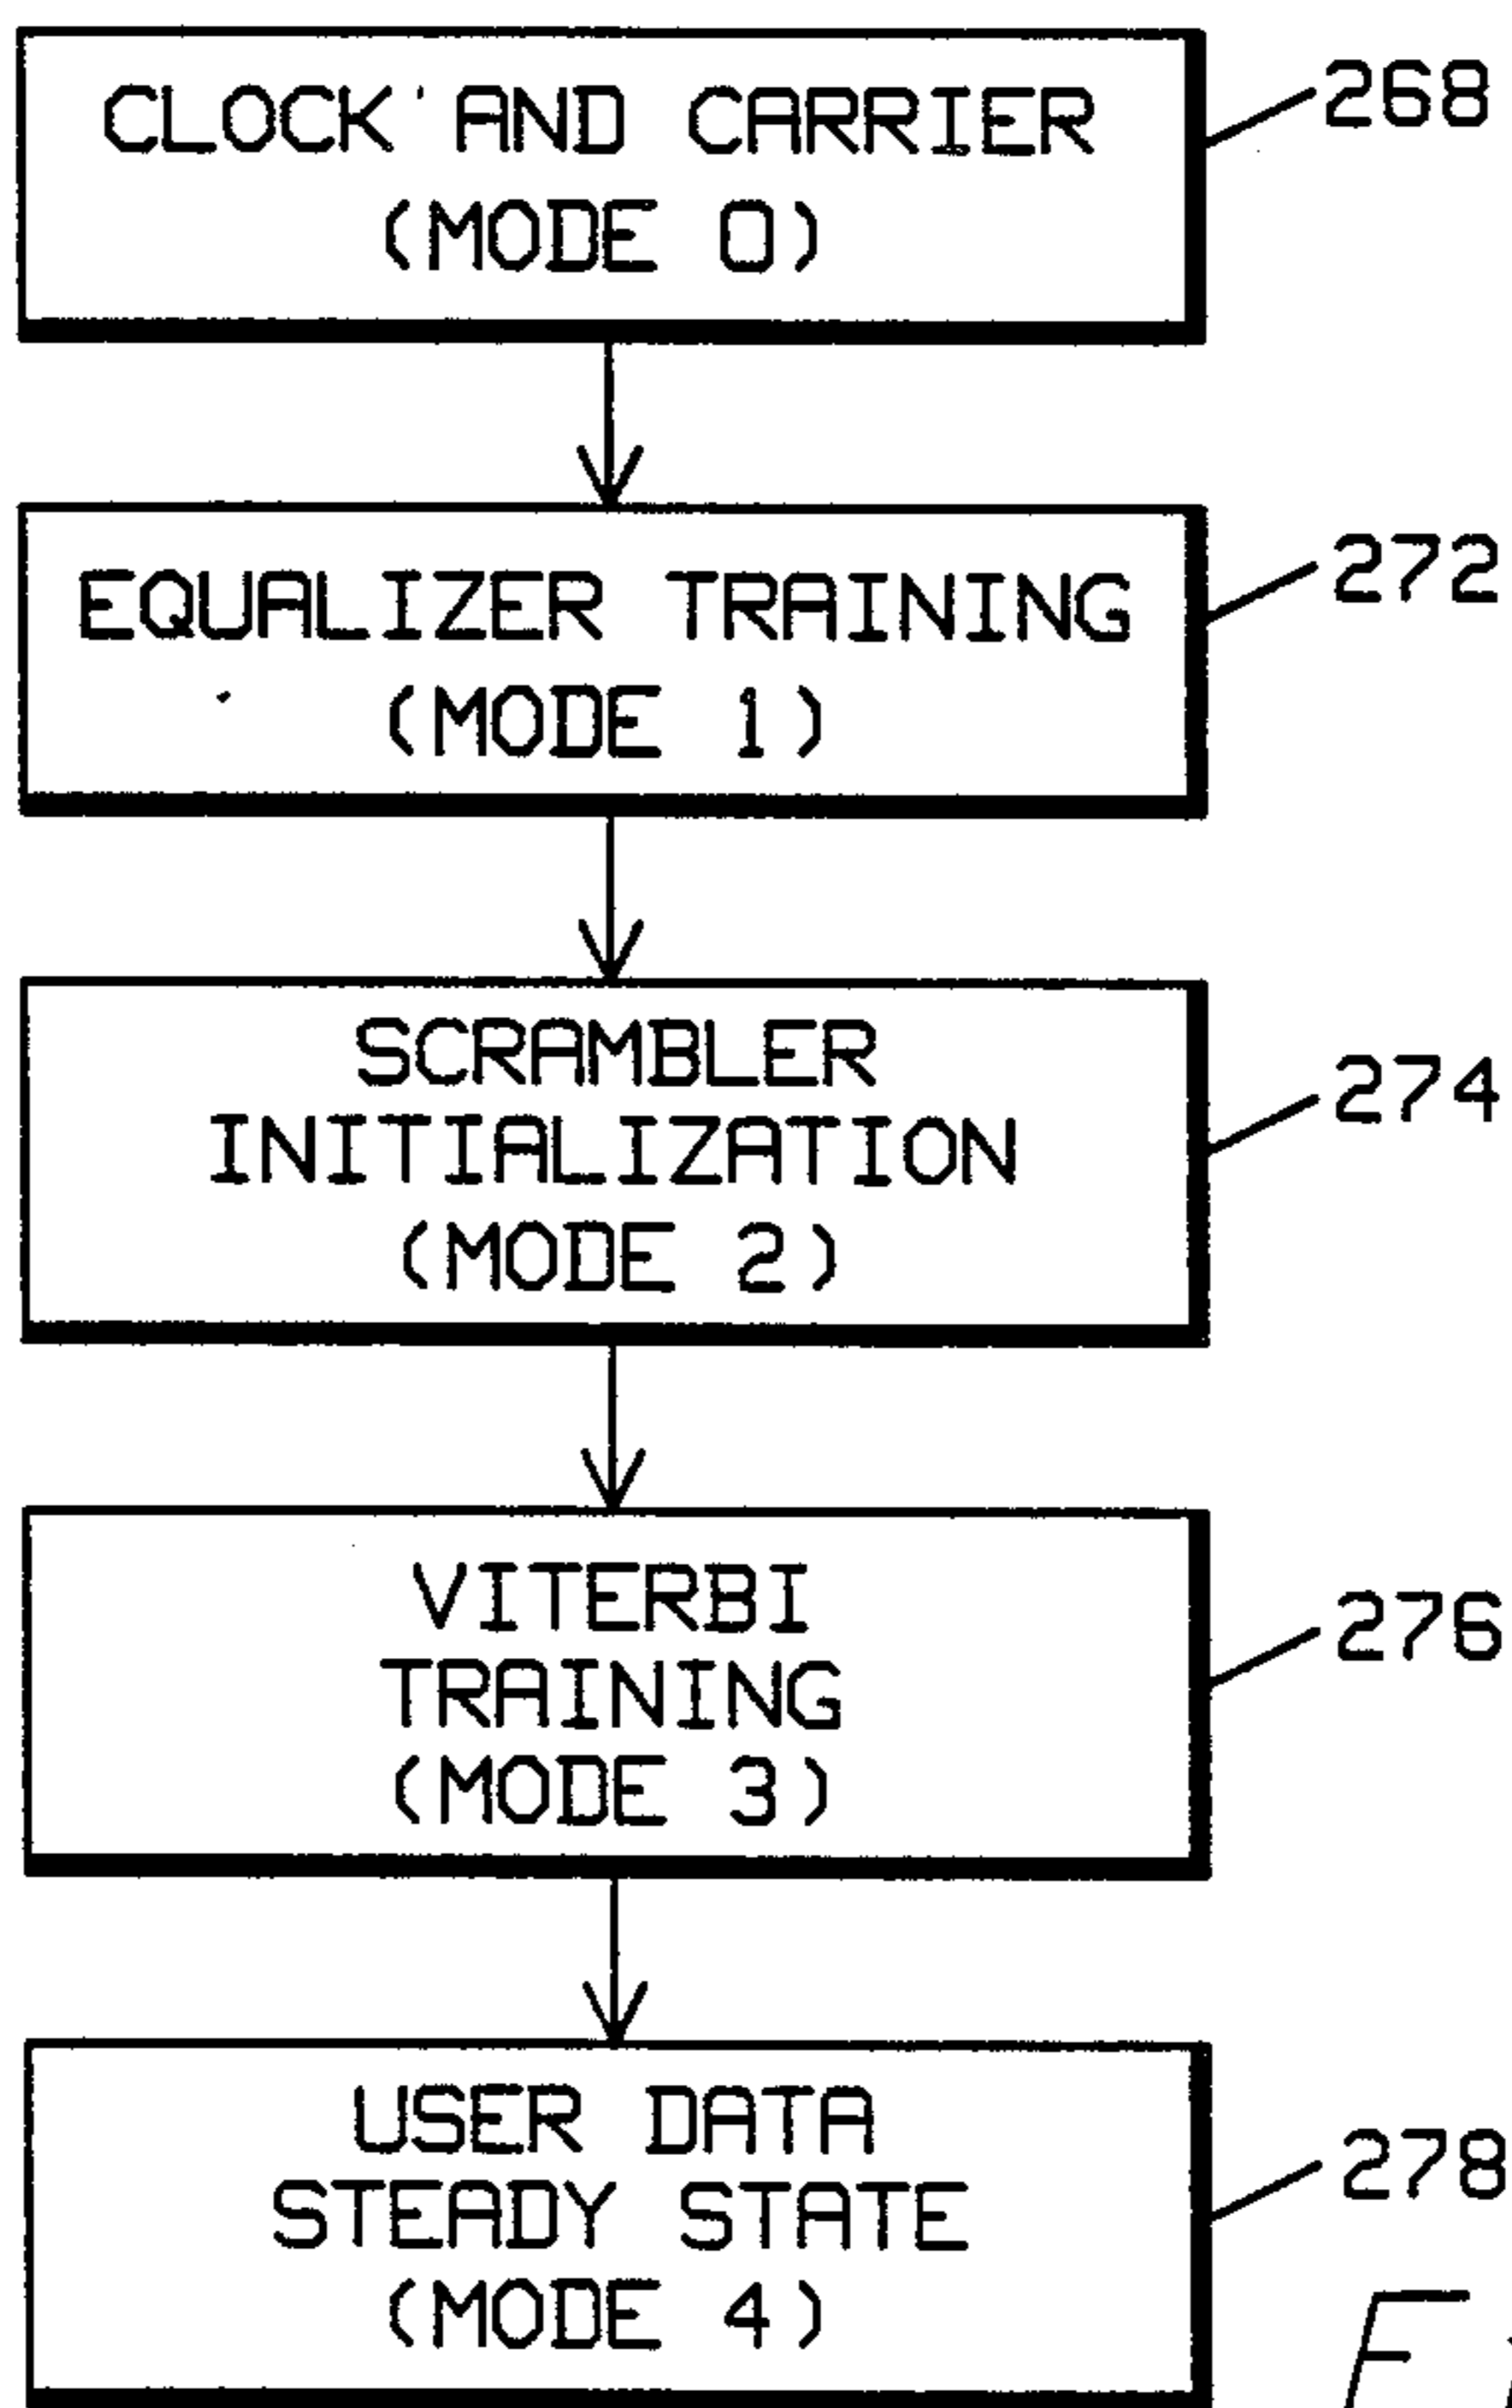 CLOCK AND CARRIER
(MODE 0)
268
EQUALIZER TRAINING
(MODE 1)
272
SCRAMBLER
INITIALIZATION
(MODE 2)
274
VITERBI
TRAINING
(MODE 3)
276
USER DATA
STEADY STATE
(MODE 4)
278